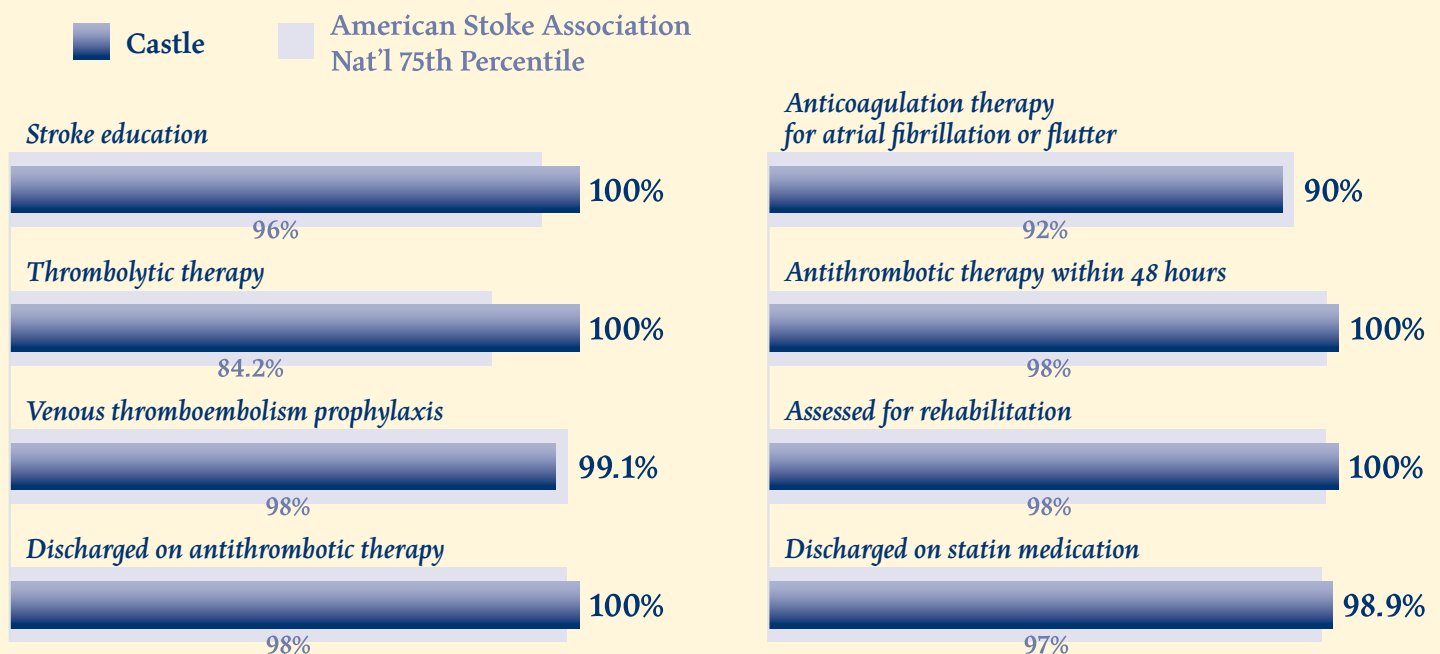 Castle
American Stoke Association
Nat’l 75th Percentile
Stroke education
100%
96%
Thrombolytic therapy
100%
84.2%
Venous thromboembolism prophylaxis
99.1%
98%
Discharged on antithrombotic therapy
100%
98%
Anticoagulation therapy
for atrial fibrillation or flutter
90%
92%
Antithrombotic therapy within 48 hours
100%
98%
Assessed for rehabilitation
100%
98%
Discharged on statin medication
98.9%
97%